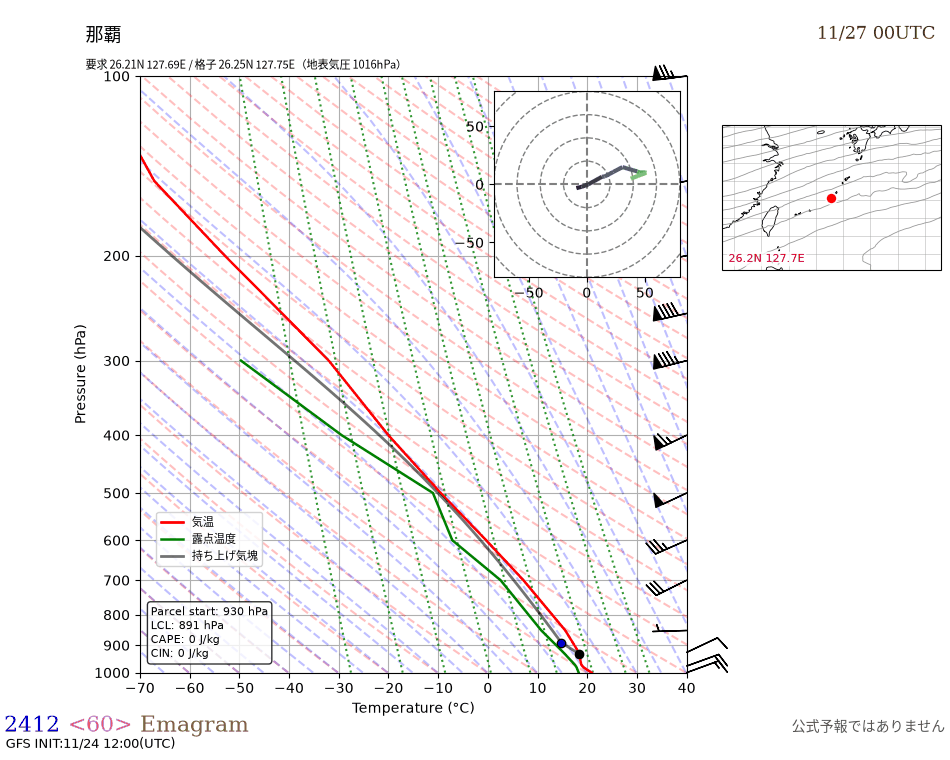 那覇
11/27 00UTC
要求 26.21N 127.69E / 格子 26.25N 127.75E（地表気圧 1016hPa）
100
200
300
400
500
600
700
800
900
1000
Pressure (hPa)
−70 −60 −50 −40 −30 −20 −10 0 10 20 30 40
Temperature (°C)
50
0
−50
−50 0 50
26.2N 127.7E
気温
露点温度
持ち上げ気塊
Parcel start: 930 hPa
LCL: 891 hPa
CAPE: 0 J/kg
CIN: 0 J/kg
2412 <60> Emagram
公式予報ではありません
GFS INIT:11/24 12:00(UTC)